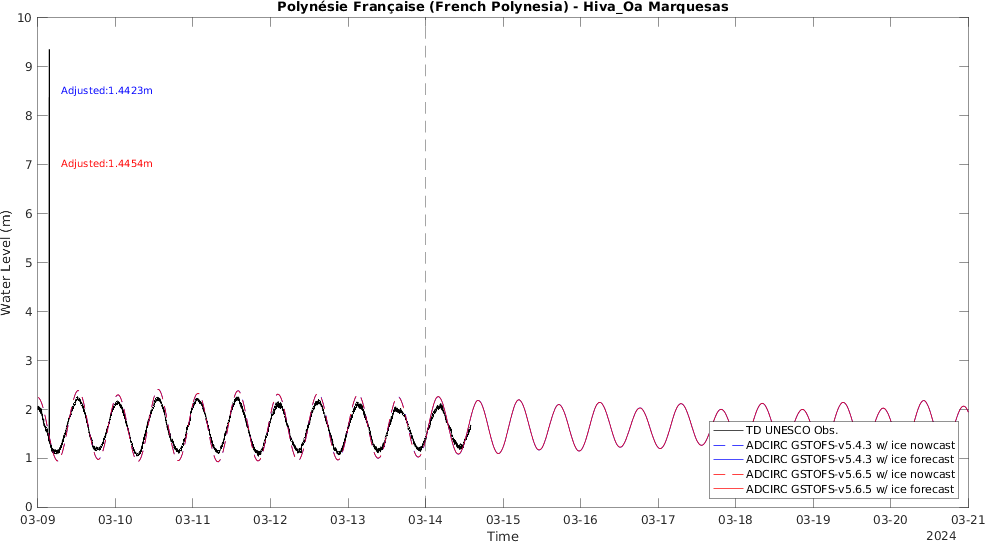 Polynésie Française (French Polynesia) - Hiva_Oa Marquesas
10
9
8
7
6
5
4
3
2
1
0
Water Level (m)
Adjusted:1.4423m
Adjusted:1.4454m
TD UNESCO Obs.
ADCIRC GSTOFS-v5.4.3 w/ ice nowcast
ADCIRC GSTOFS-v5.4.3 w/ ice forecast
ADCIRC GSTOFS-v5.6.5 w/ ice nowcast
ADCIRC GSTOFS-v5.6.5 w/ ice forecast
03-09 03-10 03-11 03-12 03-13 03-14 03-15 03-16 03-17 03-18 03-19 03-20 03-21
Time
2024